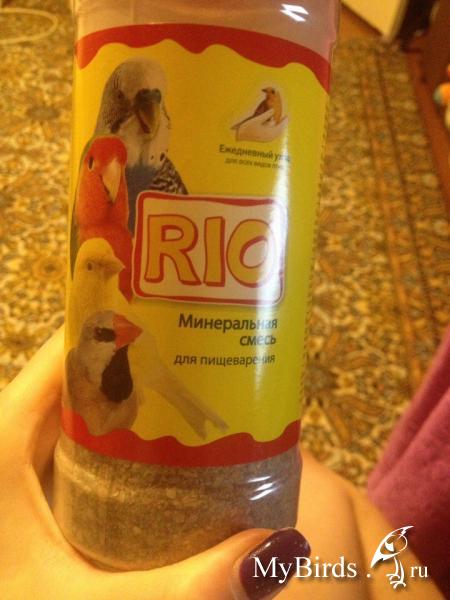 Ежедневный уход
для всех видов птиц
RIO
Минеральная
смесь
для пищеварения
MyBirds.ru